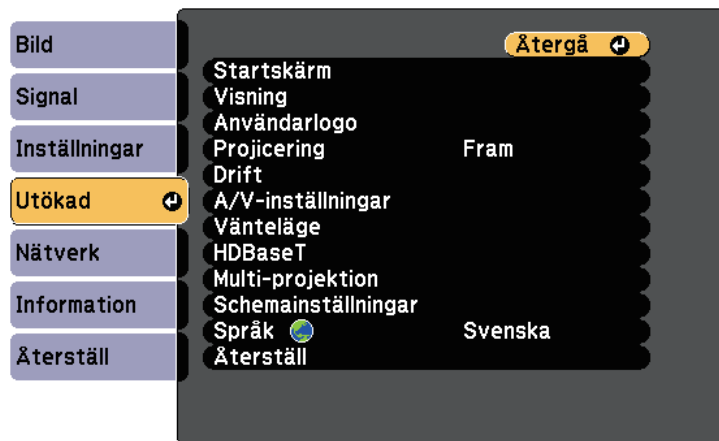 Bild
Signal
Inställningar
Utökad
Nätverk
Information
Återställ
Återgå
Startskärm
Visning
Användarlogo
Projicering Fram
Drift
A/V-inställningar
Vänteläge
HDBaseT
Multi-projektion
Schemainställningar
Språk Svenska
Återställ